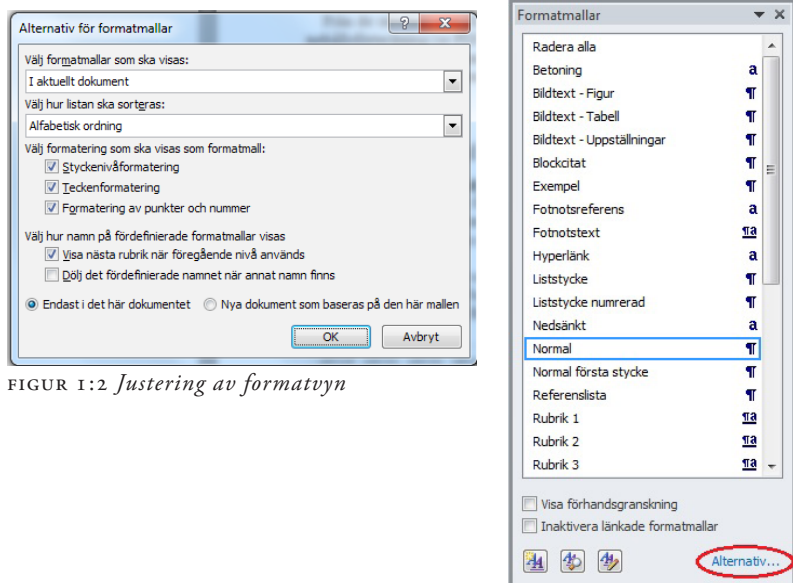 Alternativ för formatmallar
Välj formatmallar som ska visas:
I aktuellt dokument
Välj hur listan ska sorteras:
Alfabetisk ordning
Välj formatering som ska visas som formatmall:
Styckenivåformatering
Teckenformatering
Formatering av punkter och nummer
Välj hur namn på fördefinierade formatmallar visas
Visa nästa rubrik när föregående nivå används
Dölj det fördefinierade namnet när annat namn finns
Endast i det här dokumentet Nya dokument som baseras på den här mallen
OK Avbryt
FIGUR 1:2 Justering av formatvyn
Formatmallar
Radera alla
Betoning a
Bildtext - Figur ¶
Bildtext - Tabell ¶
Bildtext - Uppställningar ¶
Blockcitat ¶
Exempel ¶
Fotnotsreferens a
Fotnotstext ¶a
Hyperlänk a
Liststycke ¶
Liststycke numrerad ¶
Nedsänkt a
Normal ¶
Normal första stycke ¶
Referenslista ¶
Rubrik 1 ¶a
Rubrik 2 ¶a
Rubrik 3 ¶a
Visa förhandsgranskning
Inaktivera länkade formatmallar
Alternativ...